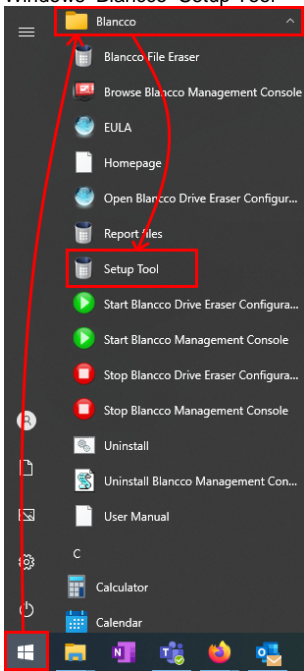 Windows Blancco Setup Tool
Blancco
Blancco File Eraser
Browse Blancco Management Console
EULA
Homepage
Open Blancco Drive Eraser Configur...
Report files
Setup Tool
Start Blancco Drive Eraser Configura...
Start Blancco Management Console
Stop Blancco Drive Eraser Configura...
Stop Blancco Management Console
Uninstall
Uninstall Blancco Management Con...
User Manual
C
Calculator
Calendar